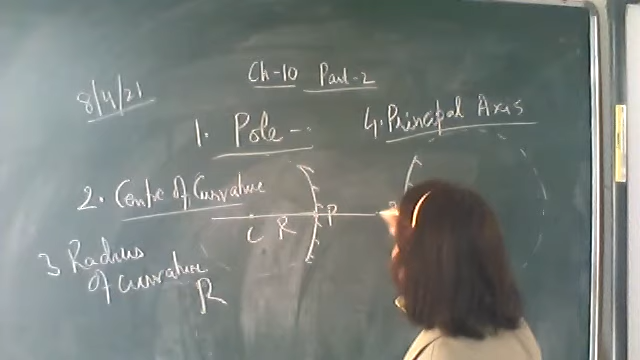 8/4/21
Ch-10 Part-2
1. Pole -
4. Principal Axis
2. Centre Of Curvature
C R P
3 Radius
Of curvature
R